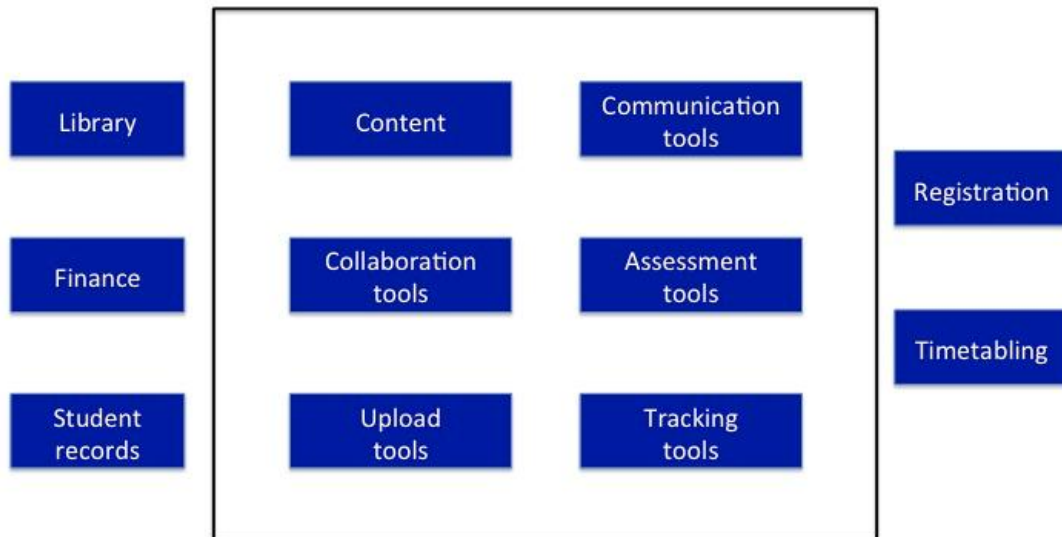 Library
Finance
Student
records
Content
Communication
tools
Collaboration
tools
Assessment
tools
Upload
tools
Tracking
tools
Registration
Timetabling